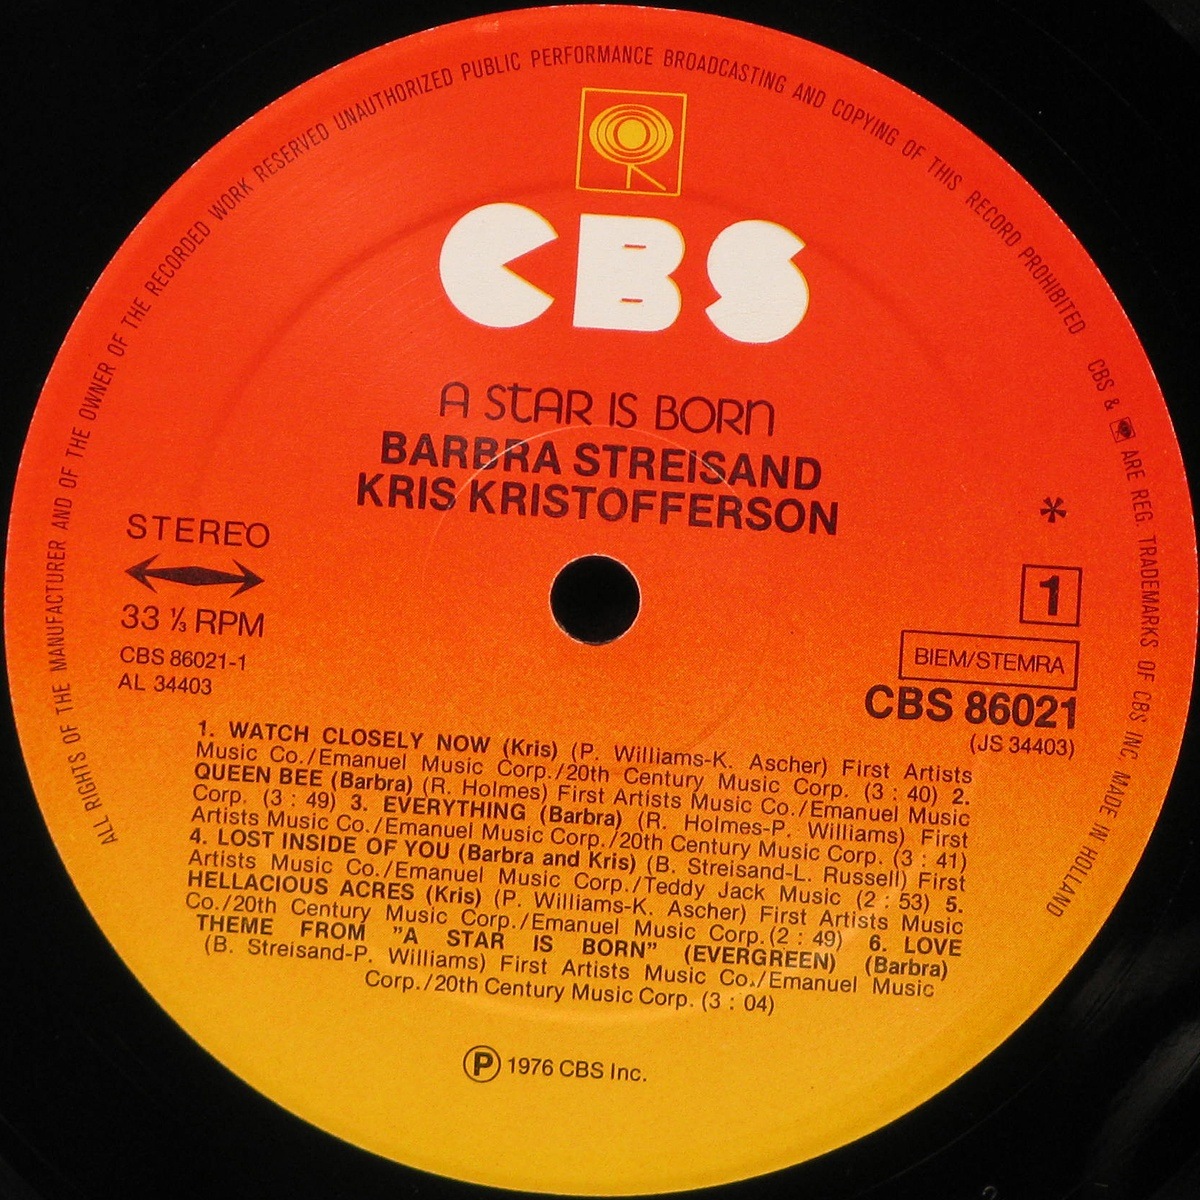 ALL RIGHTS OF THE MANUFACTURER AND OF THE OWNER OF THE RECORDED WORK RESERVED UNAUTHORIZED PUBLIC PERFORMANCE BROADCASTING AND COPYING OF THIS RECORD PROHIBITED CBS & ARE REG. TRADEMARKS OF CBS INC. MADE IN HOLLAND
CBS
A STAR IS BORN
BARBRA STREISAND
KRIS KRISTOFFERSON
STEREO
33 ⅓ RPM
CBS 86021-1
AL 34403
*
1
BIEM/STEMRA
CBS 86021
(JS 34403)
1. WATCH CLOSELY NOW (Kris) (P. Williams-K. Ascher) First Artists
Music Co./Emanuel Music Corp./20th Century Music Corp. (3 : 40) 2.
QUEEN BEE (Barbra) (R. Holmes) First Artists Music Co./Emanuel Music
Corp. (3 : 49) 3. EVERYTHING (Barbra) (R. Holmes-P. Williams) First
Artists Music Co./Emanuel Music Corp./20th Century Music Corp. (3 : 41)
4. LOST INSIDE OF YOU (Barbra and Kris) (B. Streisand-L. Russell) First
Artists Music Co./Emanuel Music Corp./Teddy Jack Music (2 : 53) 5.
HELLACIOUS ACRES (Kris) (P. Williams-K. Ascher) First Artists Music
Co./20th Century Music Corp./Emanuel Music Corp.(2 : 49) 6. LOVE
THEME FROM "A STAR IS BORN" (EVERGREEN) (Barbra)
(B. Streisand-P. Williams) First Artists Music Co./Emanuel Music
Corp./20th Century Music Corp. (3 : 04)
Ⓟ 1976 CBS Inc.